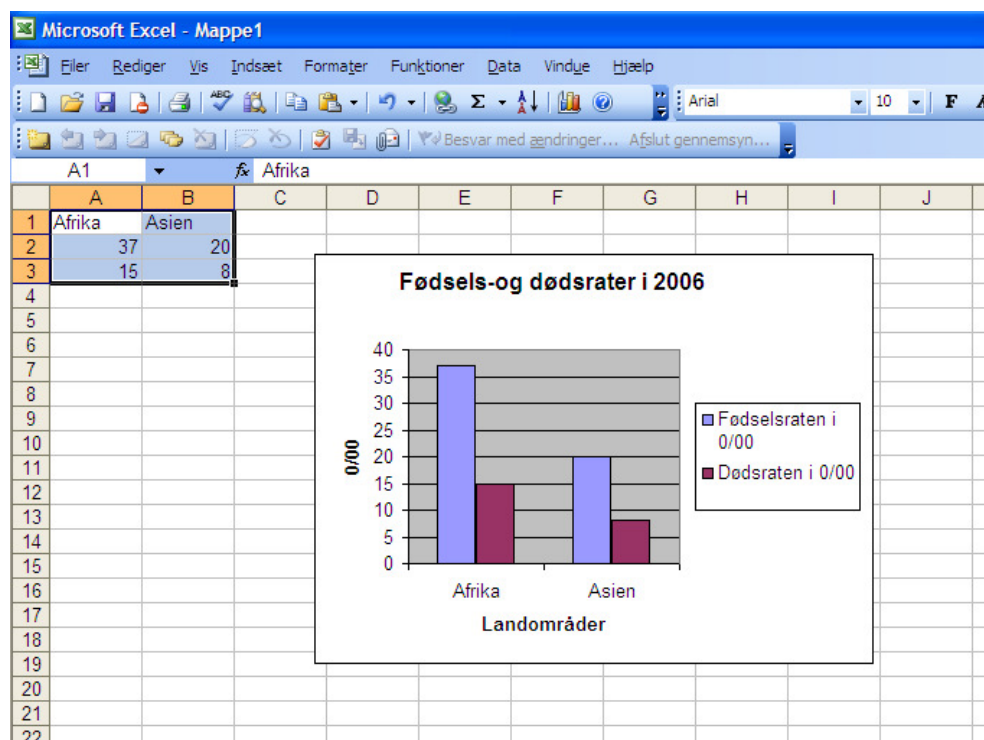 Microsoft Excel - Mappe1
Filer Rediger Vis Indsæt Formater Funktioner Data Vindue Hjælp
Arial 10 F
Besvar med ændringer... Afslut gennemsyn...
A1 fx Afrika
A B C D E F G H I J
1 Afrika Asien
2 37 20
3 15 8
4
5
6
7
8
9
10
11
12
13
14
15
16
17
18
19
20
21
22
Fødsels-og dødsrater i 2006
40
35
30
25
20
15
10
5
0
0/00
Afrika Asien
Landområder
Fødselsraten i
0/00
Dødsraten i 0/00